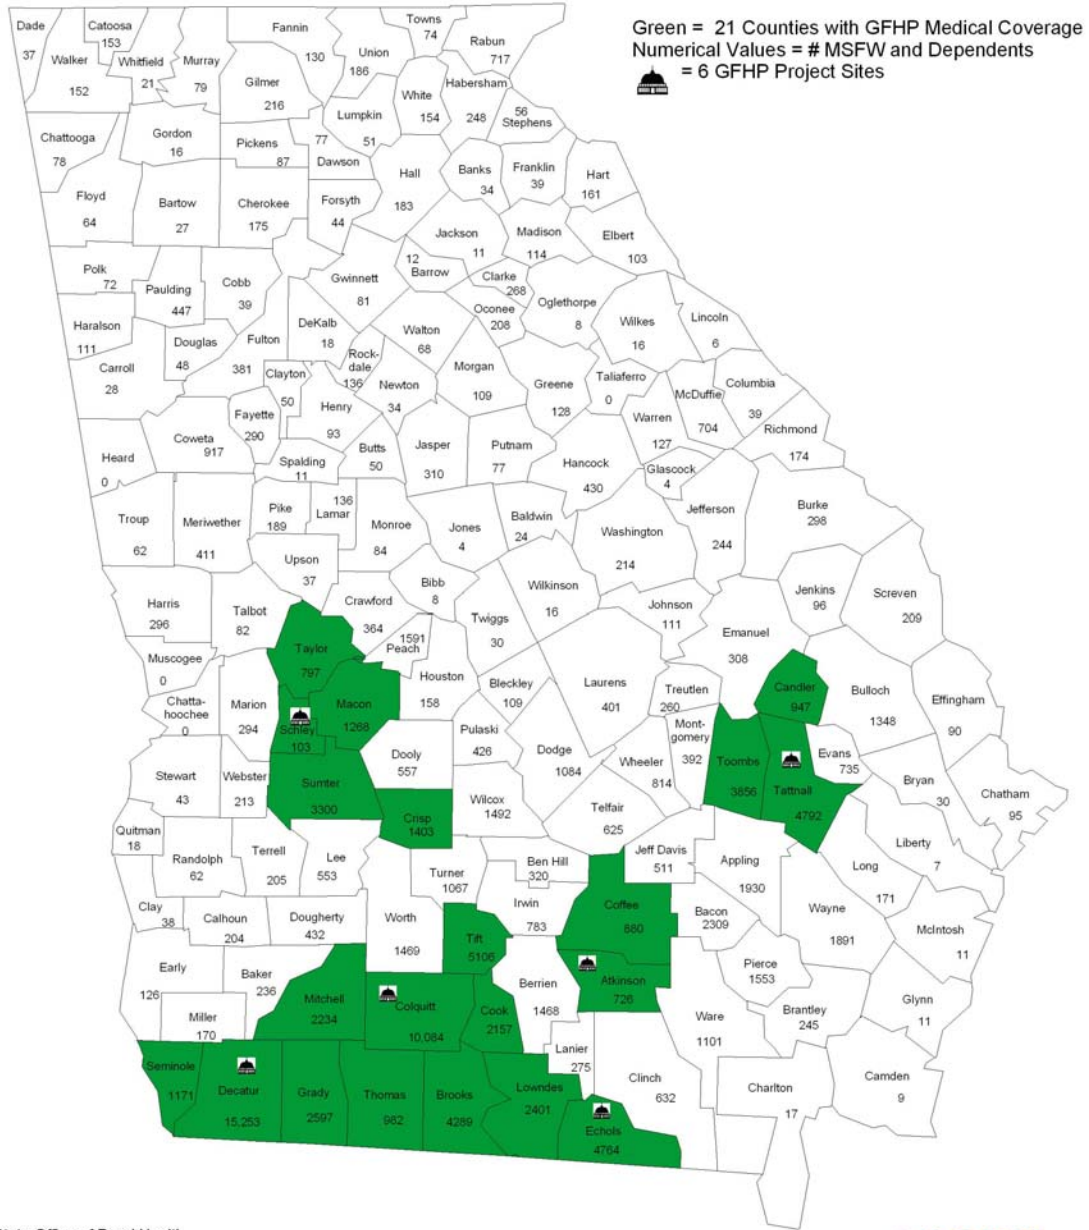 Green = 21 Counties with GFHP Medical Coverage
Numerical Values = # MSFW and Dependents
= 6 GFHP Project Sites
Dade
37
Catoosa
153
Walker
152
Whitfield
21
Murray
79
Fannin
130
Gilmer
216
Union
186
Towns
74
Rabun
717
White
154
Habersham
248
56
Stephens
Lumpkin
51
Chattooga
78
Gordon
16
Pickens
87
77
Dawson
Hall
183
Banks
34
Franklin
39
Hart
161
Floyd
64
Bartow
27
Cherokee
175
Forsyth
44
Jackson
11
Madison
114
Elbert
103
Polk
72
Paulding
447
Cobb
39
Gwinnett
81
12
Barrow
Clarke
268
Oconee
208
Oglethorpe
8
Wilkes
16
Lincoln
6
Haralson
111
Carroll
28
Douglas
48
Fulton
381
DeKalb
18
Rock-
dale
136
Walton
68
Morgan
109
Greene
128
Taliaferro
0
McDuffie
704
Columbia
39
Clayton
50
Fayette
290
Henry
93
Newton
34
Warren
127
Richmond
174
Heard
0
Coweta
917
Spalding
11
Butts
50
Jasper
310
Putnam
77
Hancock
430
Glascock
4
Jefferson
244
Burke
298
Troup
62
Meriwether
411
Pike
189
136
Lamar
Monroe
84
Jones
4
Baldwin
24
Washington
214
Upson
37
Bibb
8
Wilkinson
16
Johnson
111
Jenkins
96
Screven
209
Harris
296
Talbot
82
Crawford
364
1591
Peach
Twiggs
30
Emanuel
308
Taylor
797
Muscogee
0
Houston
158
Bleckley
109
Laurens
401
Treutlen
260
Candler
947
Bulloch
1348
Effingham
90
Chatta-
hoochee
0
Marion
294
Schley
103
Macon
1268
Dooly
557
Pulaski
426
Dodge
1084
Wheeler
814
Mont-
gomery
392
Toombs
3856
Tattnall
4792
Evans
735
Bryan
30
Chatham
95
Stewart
43
Webster
213
Sumter
3300
Crisp
1403
Wilcox
1492
Telfair
625
Quitman
18
Randolph
62
Terrell
205
Lee
553
Turner
1067
Ben Hill
320
Jeff Davis
511
Appling
1930
Long
171
Liberty
7
Clay
38
Calhoun
204
Dougherty
432
Worth
1469
Irwin
783
Coffee
880
Bacon
2309
Wayne
1891
McIntosh
11
Tift
5106
Early
126
Baker
236
Mitchell
2234
Colquitt
10,084
Cook
2157
Berrien
1468
Atkinson
726
Pierce
1553
Ware
1101
Brantley
245
Glynn
11
Miller
170
Lanier
275
Clinch
632
Seminole
1171
Decatur
15,253
Grady
2597
Thomas
982
Brooks
4289
Lowndes
2401
Echols
4764
Charlton
17
Camden
9